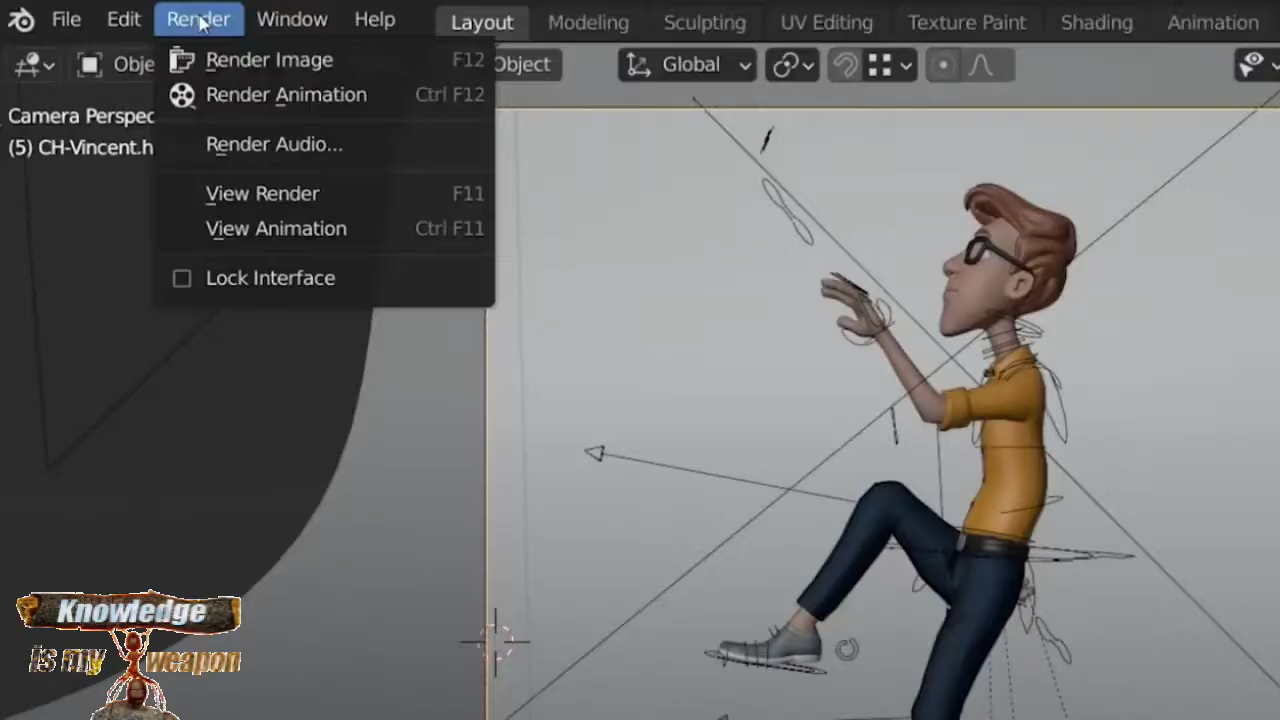 File Edit Render Window Help Layout Modeling Sculpting UV Editing Texture Paint Shading Animation
Obje Object Global
Render Image F12
Render Animation Ctrl F12
Render Audio...
View Render F11
View Animation Ctrl F11
Lock Interface
Camera Perspec
(5) CH-Vincent.h
Knowledge
is my weapon